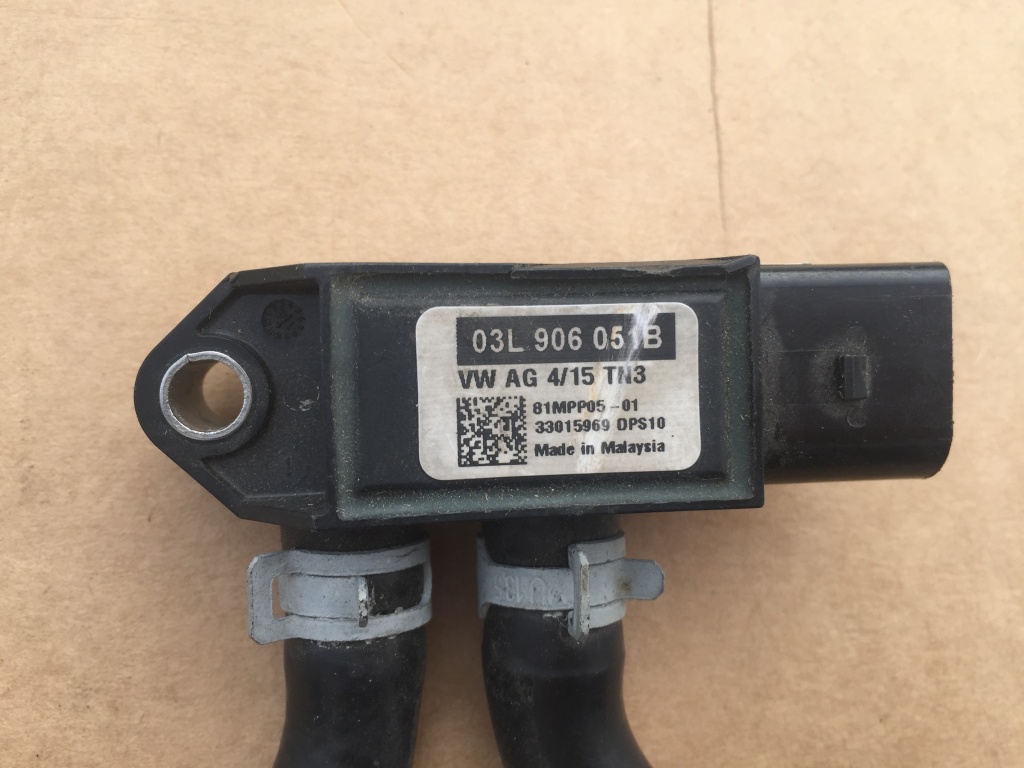 03L 906 051B
VW AG 4/15 TN3
81MPP05-01
33015969 DPS10
Made in Malaysia